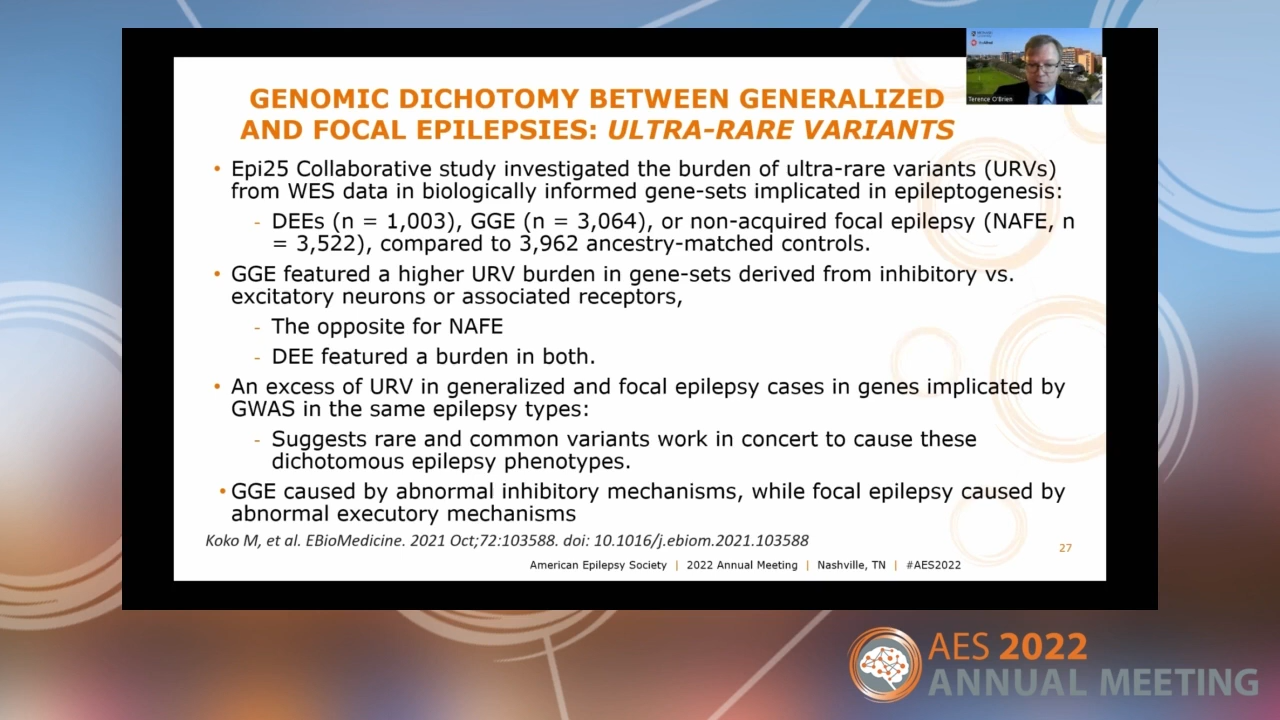 GENOMIC DICHOTOMY BETWEEN GENERALIZED
AND FOCAL EPILEPSIES: ULTRA-RARE VARIANTS
Terence O'Brien
• Epi25 Collaborative study investigated the burden of ultra-rare variants (URVs)
from WES data in biologically informed gene-sets implicated in epileptogenesis:
- DEEs (n = 1,003), GGE (n = 3,064), or non-acquired focal epilepsy (NAFE, n
= 3,522), compared to 3,962 ancestry-matched controls.
• GGE featured a higher URV burden in gene-sets derived from inhibitory vs.
excitatory neurons or associated receptors,
- The opposite for NAFE
- DEE featured a burden in both.
• An excess of URV in generalized and focal epilepsy cases in genes implicated by
GWAS in the same epilepsy types:
- Suggests rare and common variants work in concert to cause these
dichotomous epilepsy phenotypes.
• GGE caused by abnormal inhibitory mechanisms, while focal epilepsy caused by
abnormal executory mechanisms
Koko M, et al. EBioMedicine. 2021 Oct;72:103588. doi: 10.1016/j.ebiom.2021.103588
27
American Epilepsy Society | 2022 Annual Meeting | Nashville, TN | #AES2022
AES 2022
ANNUAL MEETING